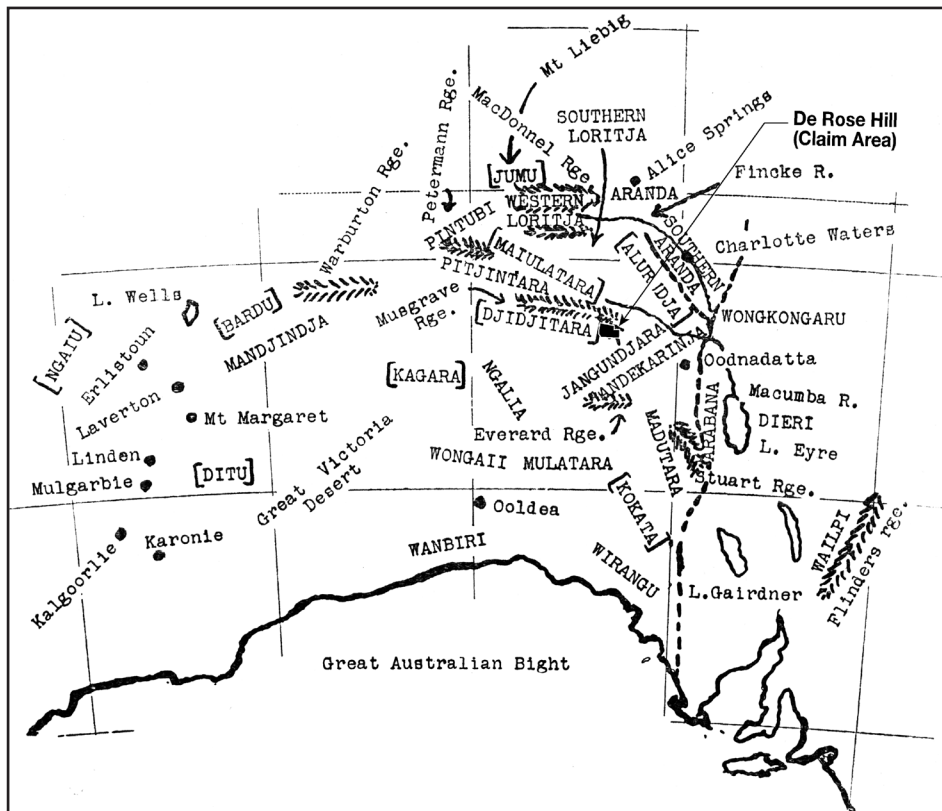 Mt Liebig
Petermann Rge.
MacDonnel Rge
SOUTHERN
LORITJA
Alice Springs
De Rose Hill
(Claim Area)
Fincke R.
Warburton Rge.
[JUMU]
ARANDA
WESTERN
LORITJA
PINTUBI
SOUTHERN
ARANDA
Charlotte Waters
[MAIULATARA]
[ALURIDJA]
PITJINTARA
L. Wells
[BARDU]
MANDJINDJA
Musgrave
Rge.
[DJIDJITARA]
WONGKONGARU
[NGAIU]
Erlistoun
JANGUNDJARA
Oodnadatta
[KAGARA]
NGALIA
Laverton
Mt Margaret
Everard Rge.
MADUTARA
ARABANA
Macumba R.
DIERI
L. Eyre
Linden
Mulgarbie
[DITU]
Great Victoria
Desert
WONGAII MULATARA
Stuart Rge.
Ooldea
[KOKATA]
WAILPI
Flinders rge.
Kalgoorlie
Karonie
WANBIRI
WIRANGU
L.Gairdner
Great Australian Bight